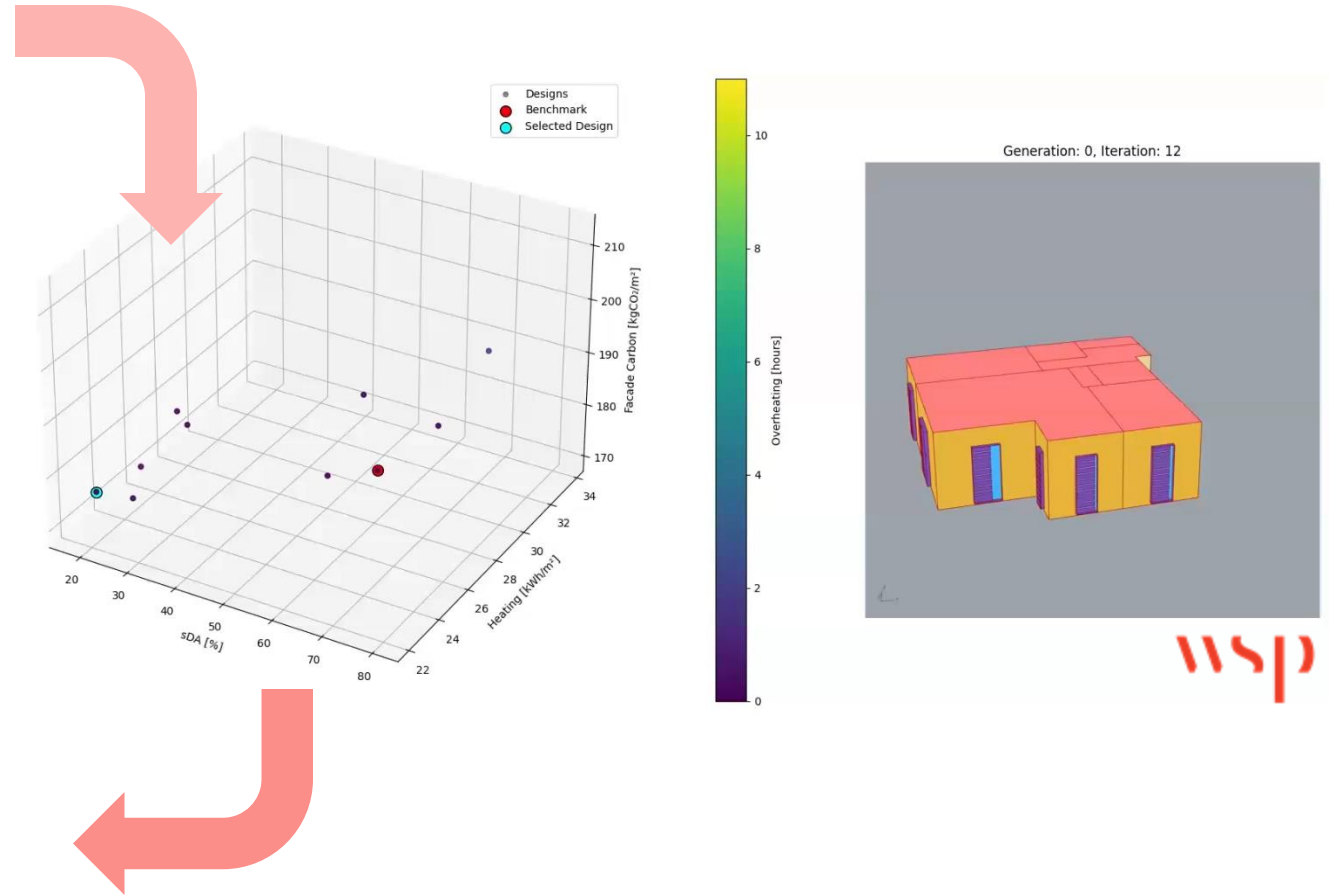 Designs
Benchmark
Selected Design
210
200
190
180
170
Facade Carbon [kgCO₂/m²]
34
32
30
28
26
24
22
Heating [kWh/m²]
20
30
40
50
60
70
80
sDA [%]
10
8
6
4
2
0
Overheating [hours]
Generation: 0, Iteration: 12
wsp